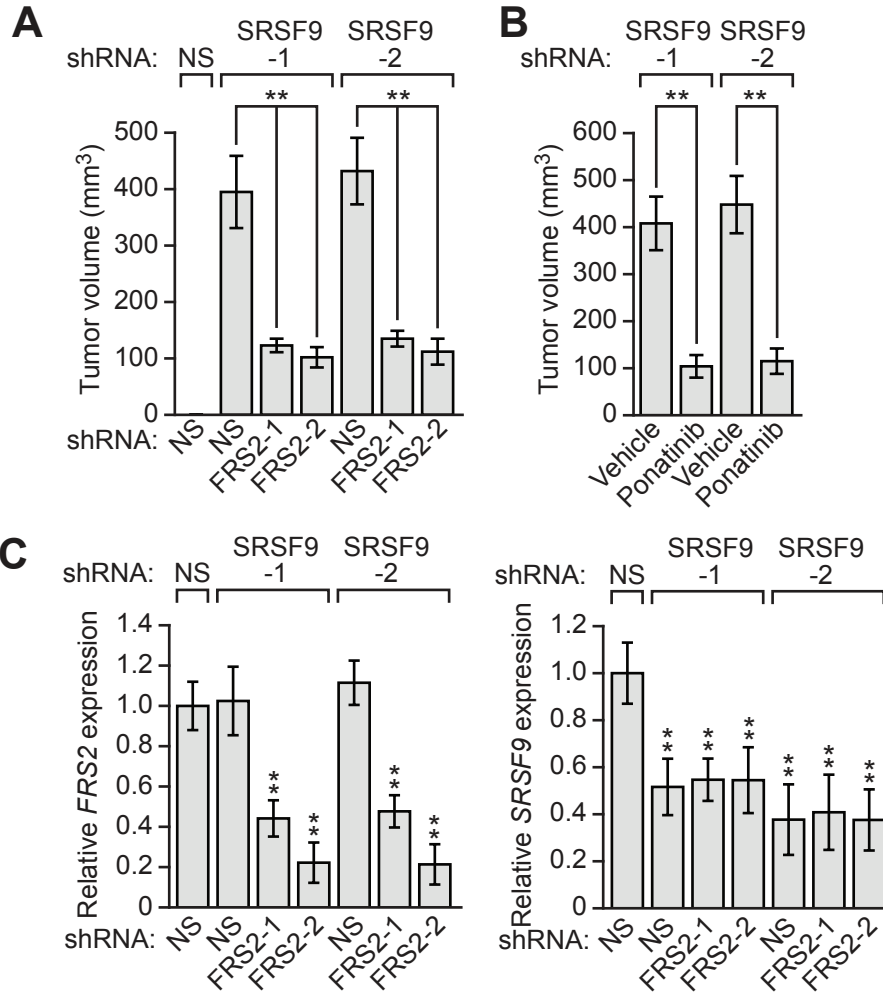 A
SRSF9 SRSF9
shRNA: NS -1 -2
** **
Tumor volume (mm3)
500
400
300
200
100
0
shRNA: NS NS FRS2-1 FRS2-2 NS FRS2-1 FRS2-2
B
SRSF9 SRSF9
shRNA: -1 -2
** **
Tumor volume (mm3)
600
500
400
300
200
100
0
Vehicle Ponatinib Vehicle Ponatinib
C
SRSF9 SRSF9
shRNA: NS -1 -2
Relative FRS2 expression
1.4
1.2
1.0
0.8
0.6
0.4
0.2
0
** ** ** **
shRNA: NS NS FRS2-1 FRS2-2 NS FRS2-1 FRS2-2
SRSF9 SRSF9
shRNA: NS -1 -2
Relative SRSF9 expression
1.2
1.0
0.8
0.6
0.4
0.2
0
** ** ** ** ** **
shRNA: NS NS FRS2-1 FRS2-2 NS FRS2-1 FRS2-2